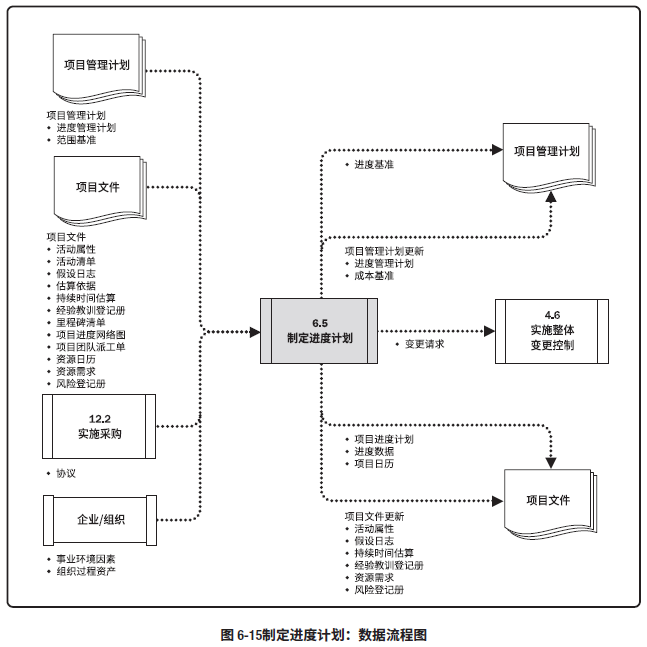 项目管理计划
项目管理计划
◆ 进度管理计划
◆ 范围基准
项目文件
项目文件
◆ 活动属性
◆ 活动清单
◆ 假设日志
◆ 估算依据
◆ 持续时间估算
◆ 经验教训登记册
◆ 里程碑清单
◆ 项目进度网络图
◆ 项目团队派工单
◆ 资源日历
◆ 资源需求
◆ 风险登记册
12.2
实施采购
◆ 协议
企业/组织
◆ 事业环境因素
◆ 组织过程资产
6.5
制定进度计划
◆ 进度基准
项目管理计划
项目管理计划更新
◆ 进度管理计划
◆ 成本基准
◆ 变更请求
4.6
实施整体
变更控制
◆ 项目进度计划
◆ 进度数据
◆ 项目日历
项目文件
项目文件更新
◆ 活动属性
◆ 假设日志
◆ 持续时间估算
◆ 经验教训登记册
◆ 资源需求
◆ 风险登记册
图 6-15制定进度计划：数据流程图